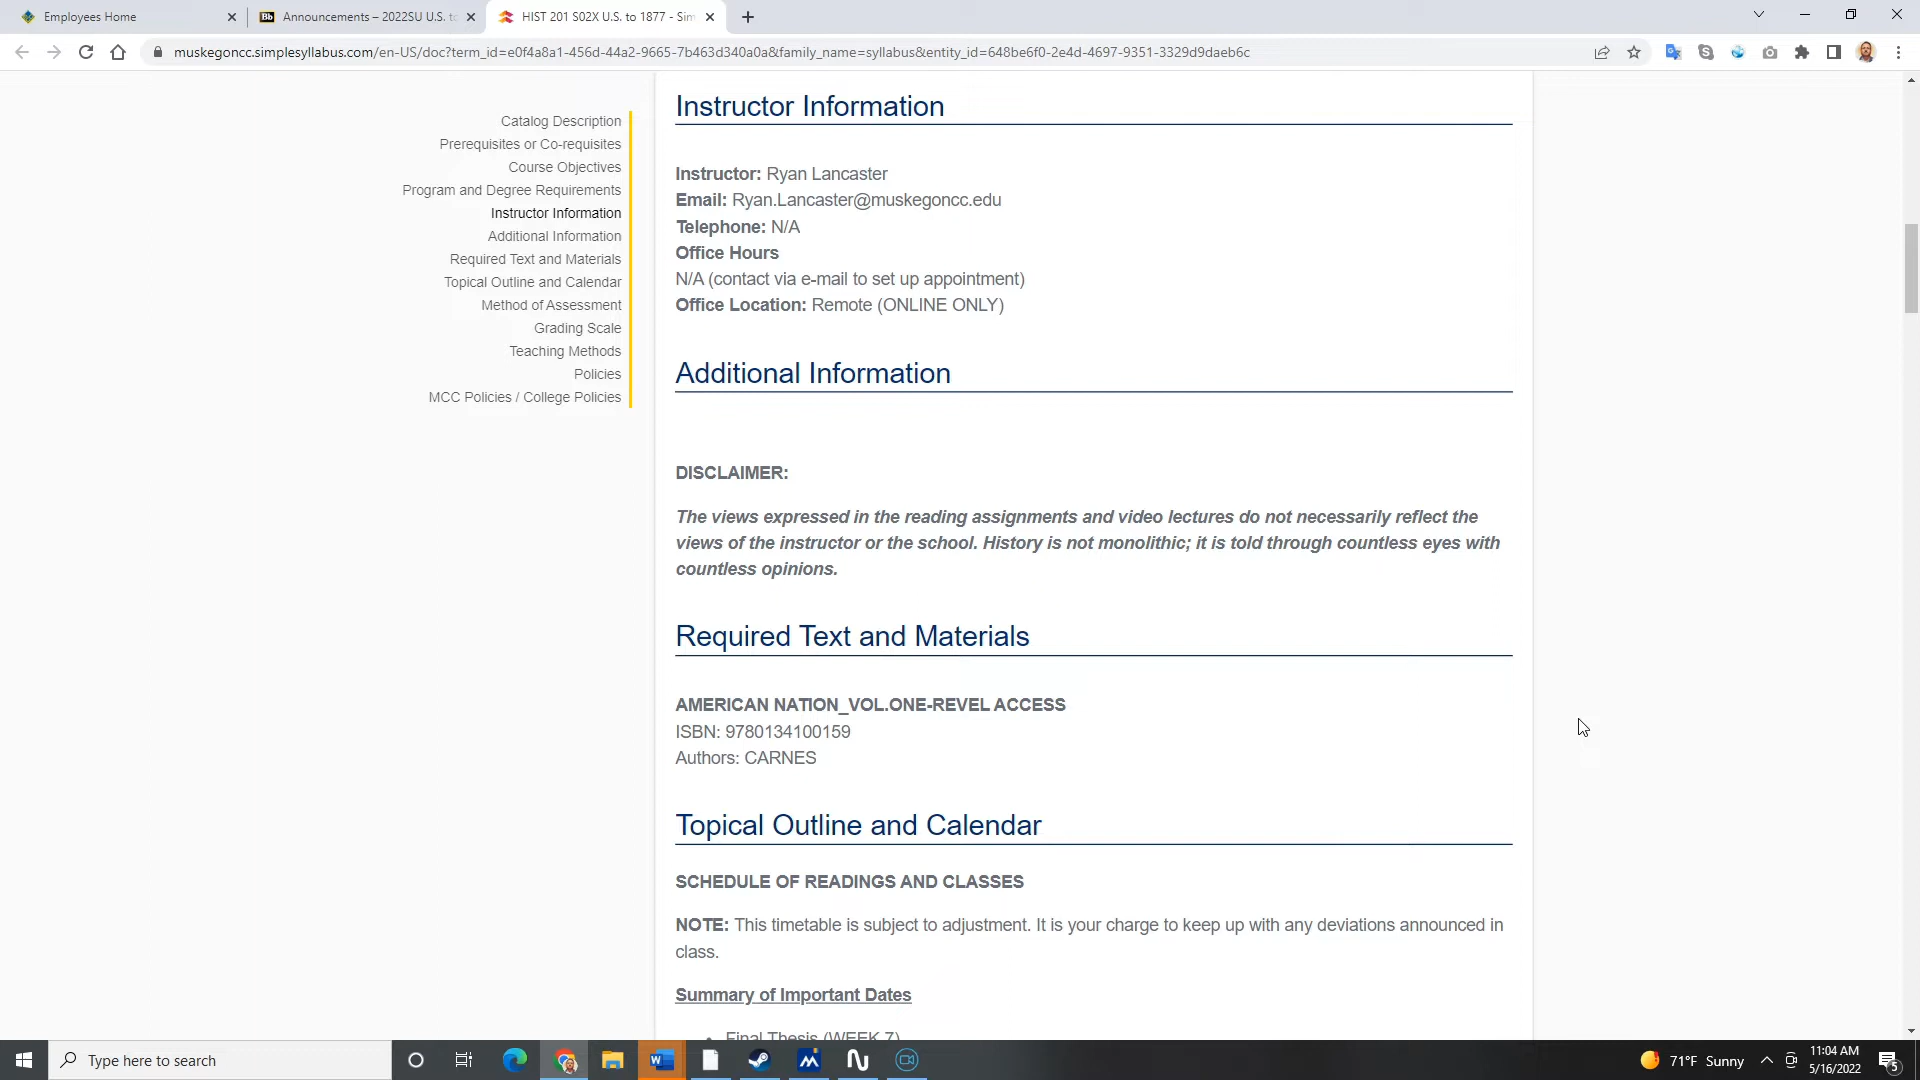 Employees Home
Bb
Announcements – 2022SU U.S. to
HIST 201 S02X U.S. to 1877 - Sim
muskegoncc.simplesyllabus.com/en-US/doc?term_id=e0f4a8a1-456d-44a2-9665-7b463d340a0a&family_name=syllabus&entity_id=648be6f0-2e4d-4697-9351-3329d9daeb6c
Catalog Description
Prerequisites or Co-requisites
Course Objectives
Program and Degree Requirements
Instructor Information
Additional Information
Required Text and Materials
Topical Outline and Calendar
Method of Assessment
Grading Scale
Teaching Methods
Policies
MCC Policies / College Policies
Instructor Information
Instructor: Ryan Lancaster
Email: Ryan.Lancaster@muskegoncc.edu
Telephone: N/A
Office Hours
N/A (contact via e-mail to set up appointment)
Office Location: Remote (ONLINE ONLY)
Additional Information
DISCLAIMER:
The views expressed in the reading assignments and video lectures do not necessarily reflect the
views of the instructor or the school. History is not monolithic; it is told through countless eyes with
countless opinions.
Required Text and Materials
AMERICAN NATION_VOL.ONE-REVEL ACCESS
ISBN: 9780134100159
Authors: CARNES
Topical Outline and Calendar
SCHEDULE OF READINGS AND CLASSES
NOTE: This timetable is subject to adjustment. It is your charge to keep up with any deviations announced in
class.
Summary of Important Dates
Final Thesis (WEEK 7)
Type here to search
71°F Sunny
11:04 AM
5/16/2022
5